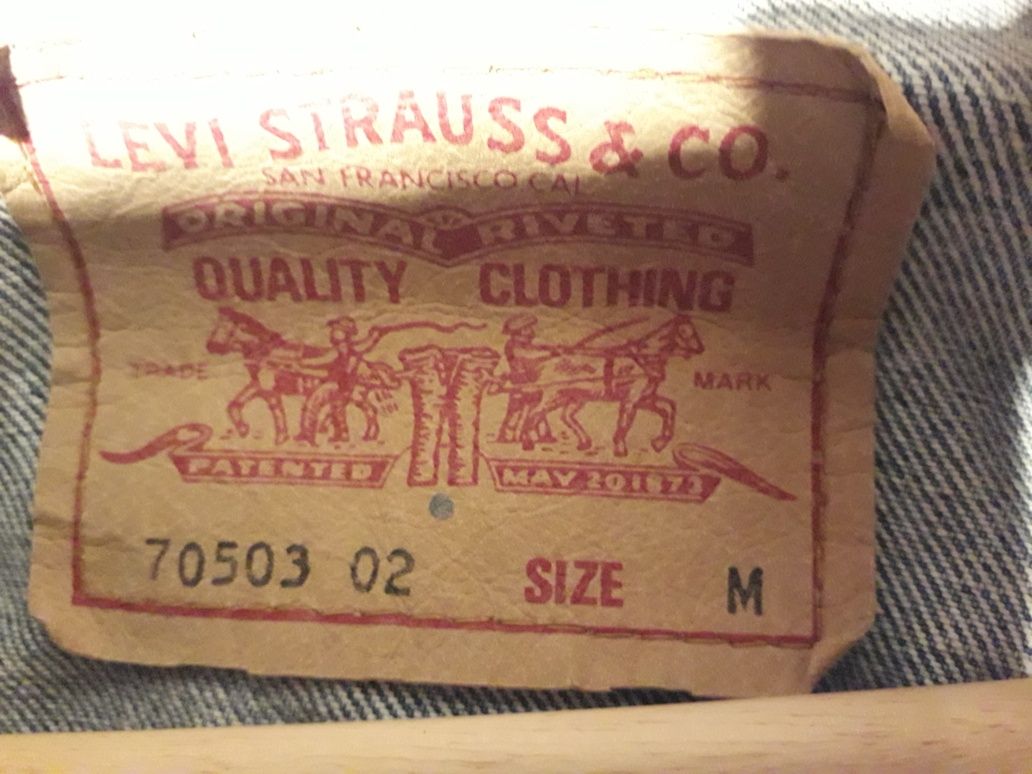 LEVI STRAUSS & CO.
SAN FRANCISCO CAL
ORIGINAL RIVETED
QUALITY CLOTHING
TRADE MARK
PATENTED MAY 20 1873
70503 02 SIZE M